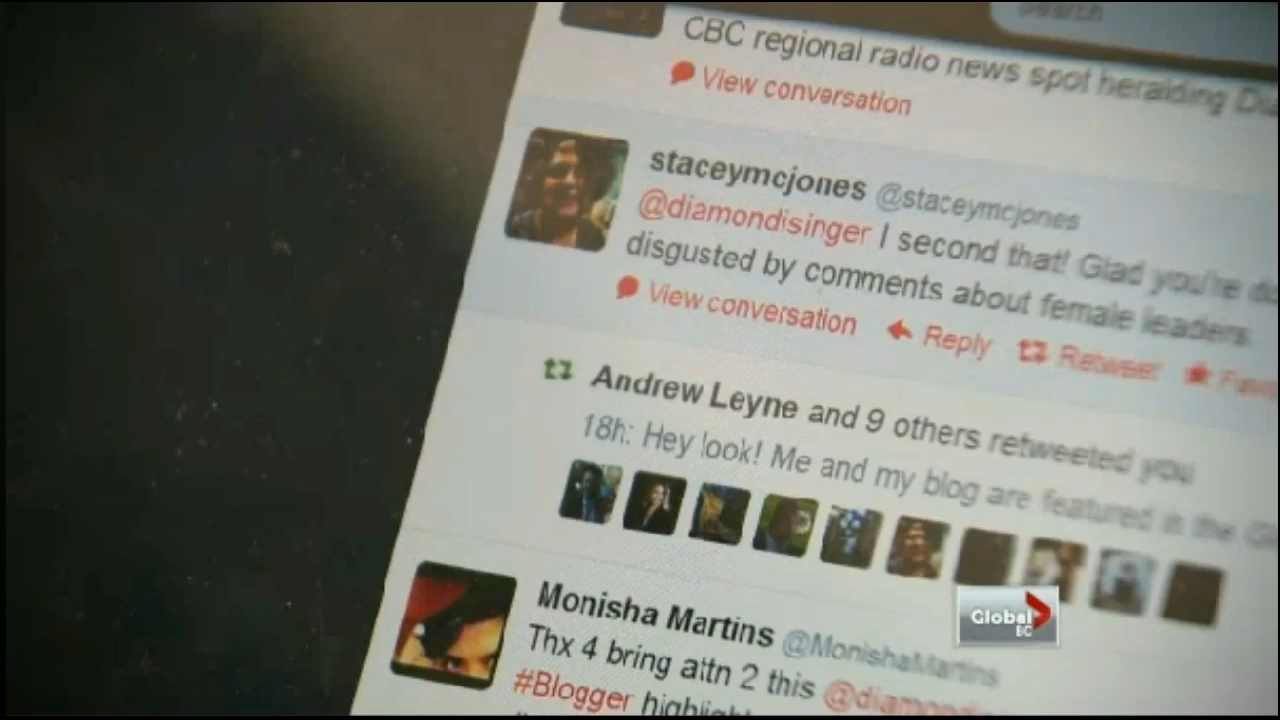 Search
CBC regional radio news spot heralding
View conversation
staceymcjones @staceymcjones
@diamondisinger I second that! Glad you're
disgusted by comments about female leaders.
View conversation Reply Retweet
Andrew Leyne and 9 others retweeted you
18h: Hey look! Me and my blog are featured in the
Monisha Martins @MonishaMartins
Thx 4 bring attn 2 this @diamondis
#Blogger
Global
BC